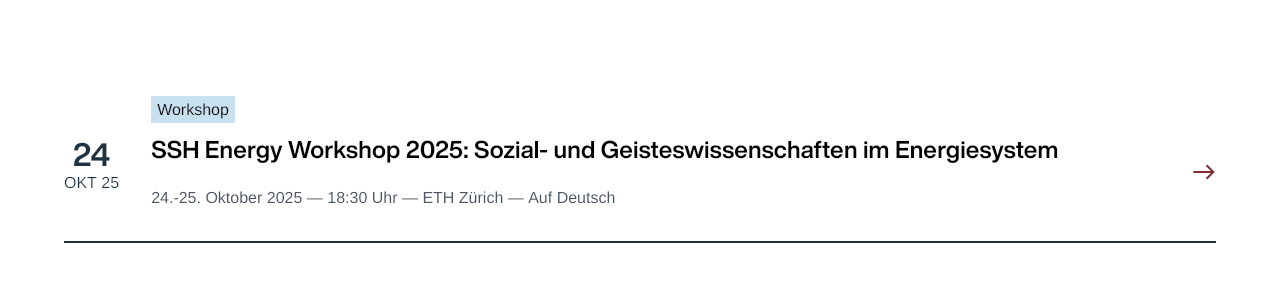 Workshop
24
OKT 25
SSH Energy Workshop 2025: Sozial- und Geisteswissenschaften im Energiesystem
24.-25. Oktober 2025 — 18:30 Uhr — ETH Zürich — Auf Deutsch